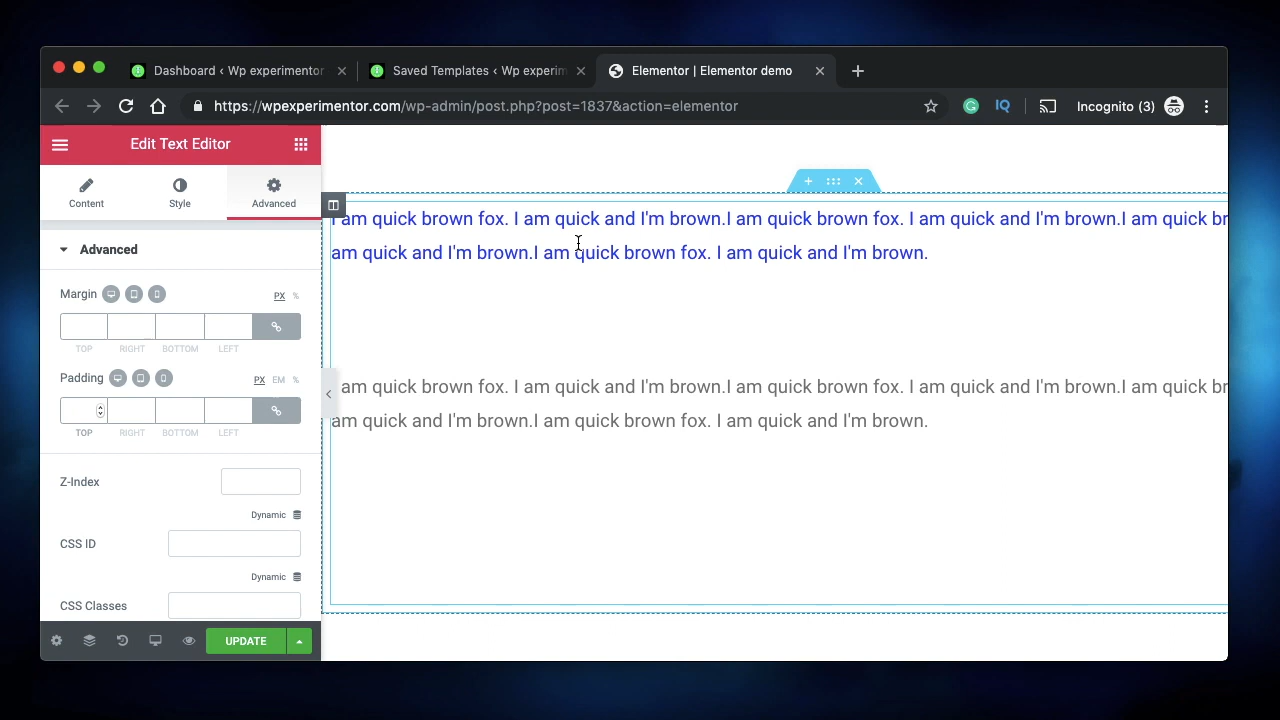 Dashboard ‹ Wp experimentor
Saved Templates ‹ Wp experim
Elementor | Elementor demo
https://wpexperimentor.com/wp-admin/post.php?post=1837&action=elementor
IQ
Incognito (3)
Edit Text Editor
Content
Style
Advanced
Advanced
Margin
PX %
TOP RIGHT BOTTOM LEFT
Padding
PX EM %
TOP RIGHT BOTTOM LEFT
Z-Index
Dynamic
CSS ID
Dynamic
CSS Classes
UPDATE
I am quick brown fox. I am quick and I'm brown.I am quick brown fox. I am quick and I'm brown.I am quick br
am quick and I'm brown.I am quick brown fox. I am quick and I'm brown.
am quick brown fox. I am quick and I'm brown.I am quick brown fox. I am quick and I'm brown.I am quick br
am quick and I'm brown.I am quick brown fox. I am quick and I'm brown.